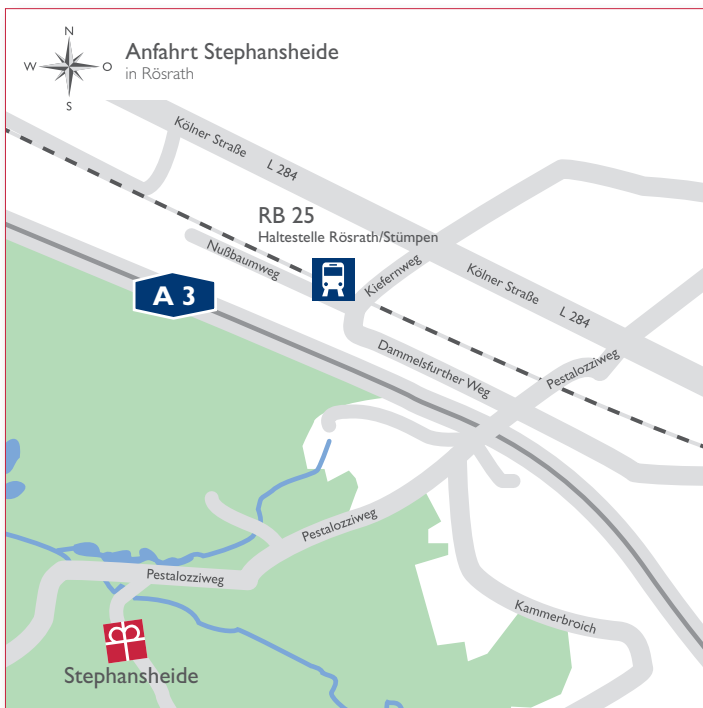 N
W
O
S
Anfahrt Stephansheide
in Rösrath
Kölner Straße
L 284
RB 25
Haltestelle Rösrath/Stümpen
Nußbaumweg
Kiefernweg
A 3
Kölner Straße
L 284
Dammelsfurther Weg
Pestalozziweg
Pestalozziweg
Pestalozziweg
Kammerbroich
Stephansheide